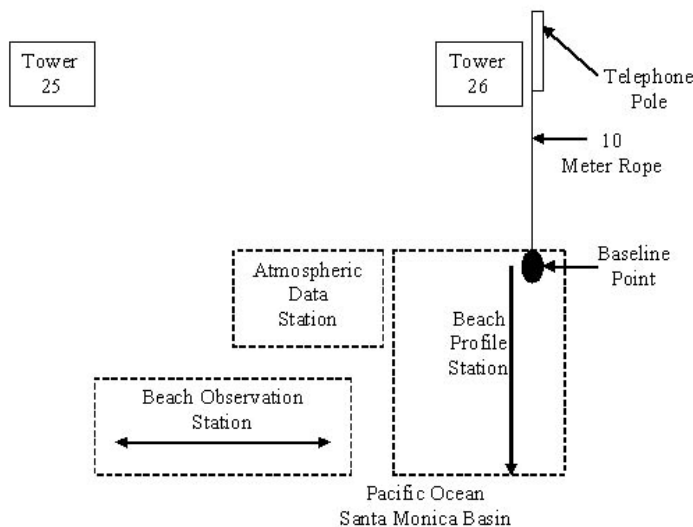 Tower
25
Tower
26
Telephone
Pole
10
Meter Rope
Atmospheric
Data
Station
Baseline
Point
Beach
Profile
Station
Beach Observation
Station
Pacific Ocean
Santa Monica Basin